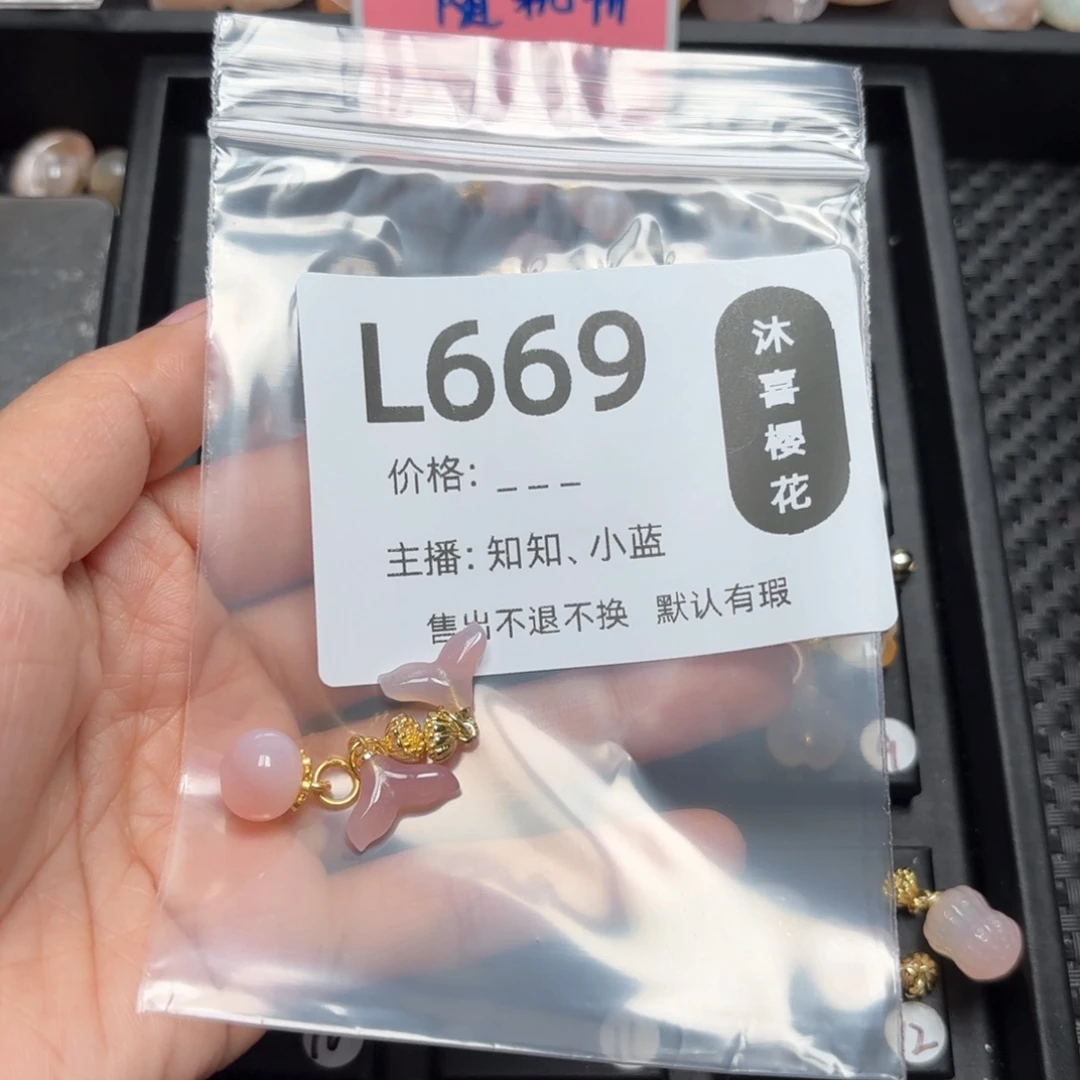 L669
沐喜樱花
价格: _ _ _
主播: 知知、小蓝
售出不退不换 默认有瑕
12